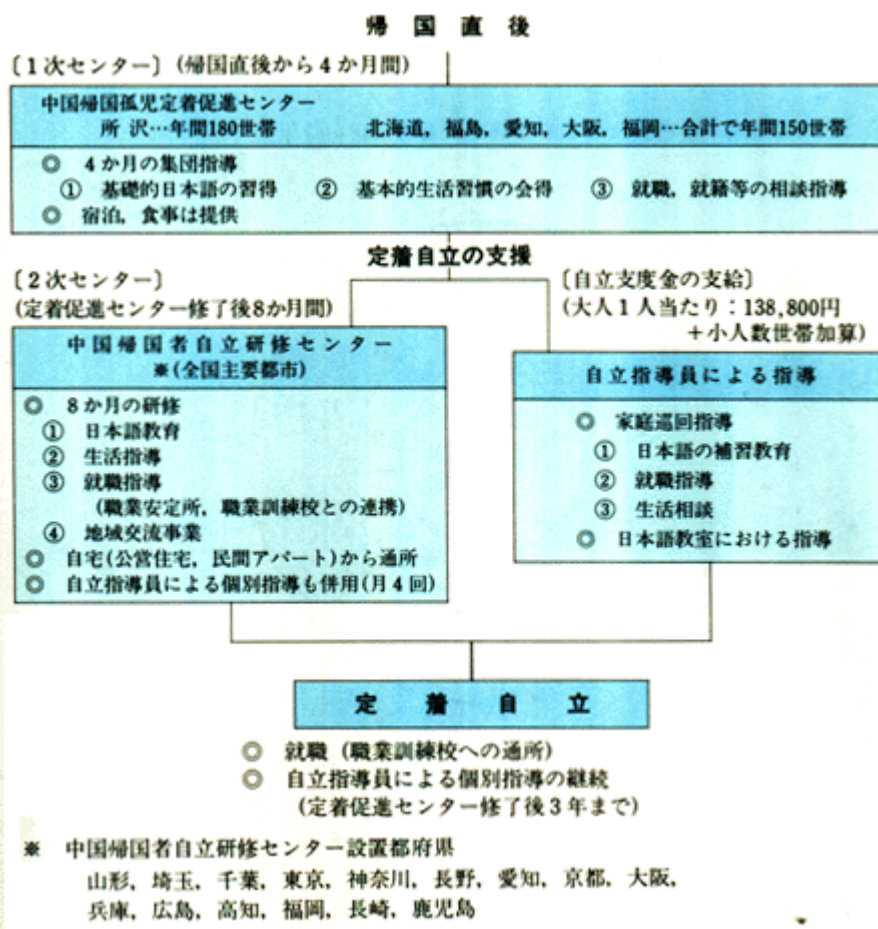 帰国直後
〔1次センター〕(帰国直後から4か月間)
中国帰国孤児定着促進センター
所沢…年間180世帯　北海道，福島，愛知，大阪，福岡…合計で年間150世帯
◎ 4か月の集団指導
① 基礎的日本語の習得　② 基本的生活習慣の会得　③ 就職，就籍等の相談指導
◎ 宿泊，食事は提供
定着自立の支援
〔2次センター〕
(定着促進センター修了後8か月間)
中国帰国者自立研修センター
※(全国主要都市)
◎ 8か月の研修
① 日本語教育
② 生活指導
③ 就職指導
(職業安定所，職業訓練校との連携)
④ 地域交流事業
◎ 自宅(公営住宅，民間アパート)から通所
◎ 自立指導員による個別指導も併用(月4回)
〔自立支度金の支給〕
(大人1人当たり：138,800円
＋小人数世帯加算)
自立指導員による指導
◎ 家庭巡回指導
① 日本語の補習教育
② 就職指導
③ 生活相談
◎ 日本語教室における指導
定着自立
◎ 就職（職業訓練校への通所）
◎ 自立指導員による個別指導の継続
(定着促進センター修了後3年まで)
※ 中国帰国者自立研修センター設置都府県
山形，埼玉，千葉，東京，神奈川，長野，愛知，京都，大阪，
兵庫，広島，高知，福岡，長崎，鹿児島